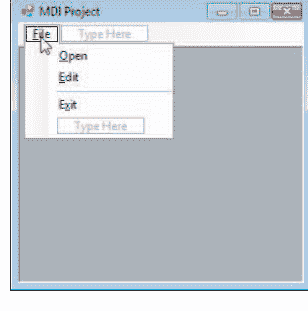 MDI Project
File Type Here
Open
Edit
Exit
Type Here